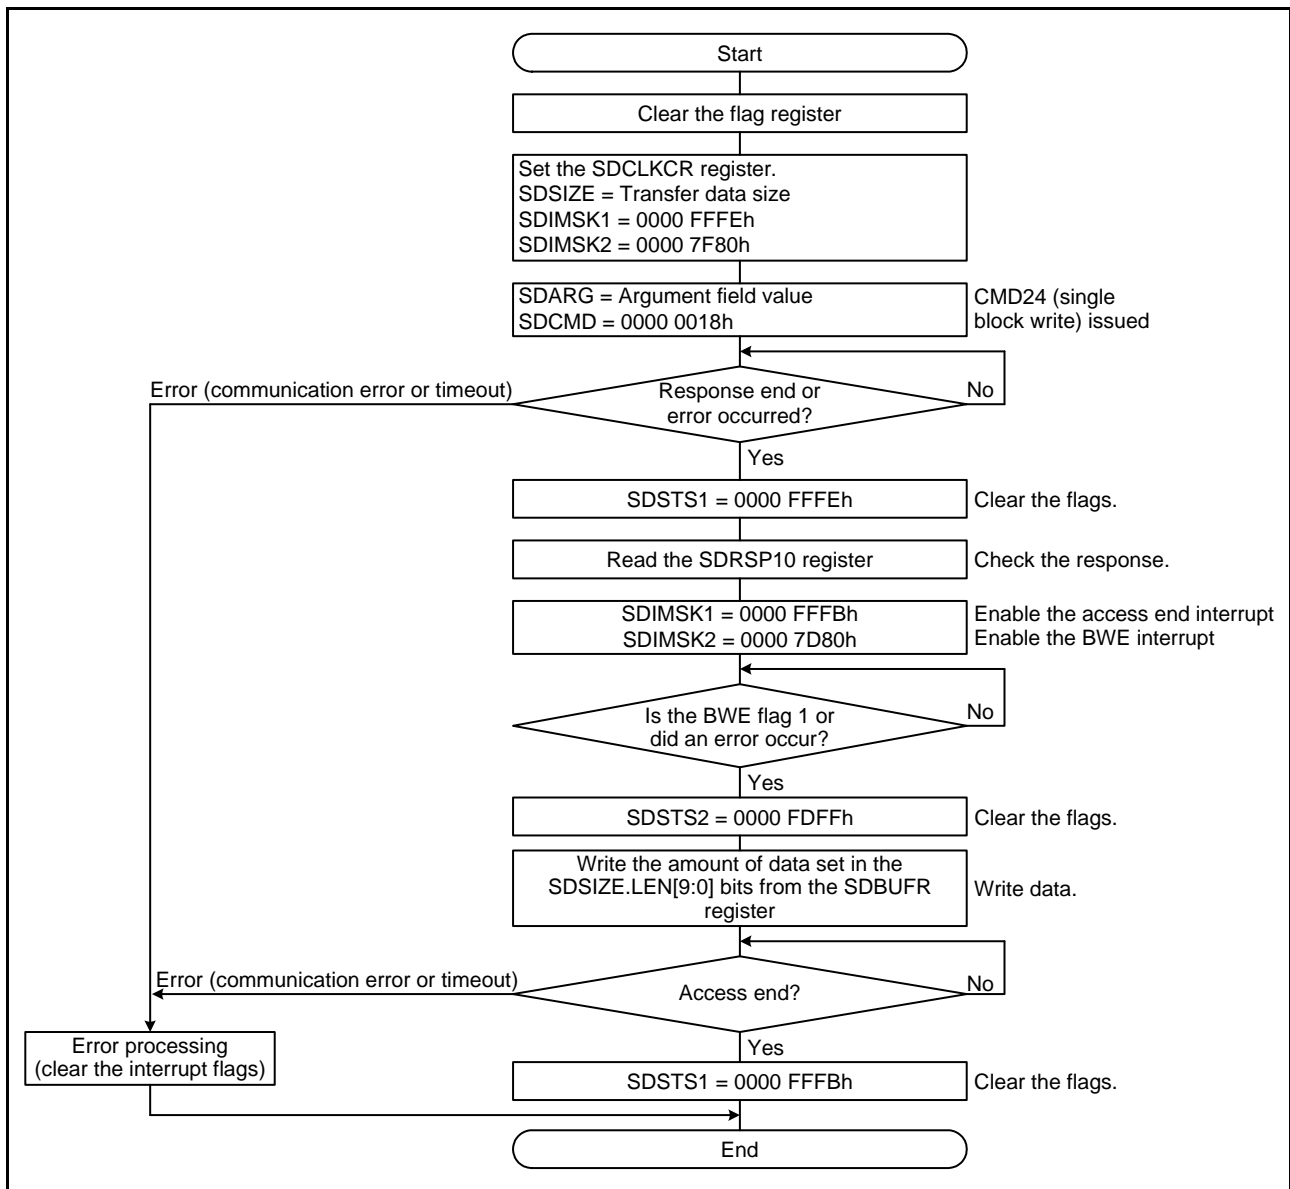 Start
Clear the flag register
Set the SDCLKCR register.
SDSIZE = Transfer data size
SDIMSK1 = 0000 FFFEh
SDIMSK2 = 0000 7F80h
SDARG = Argument field value
SDCMD = 0000 0018h
CMD24 (single
block write) issued
Error (communication error or timeout)
Response end or
error occurred?
No
Yes
SDSTS1 = 0000 FFFEh
Clear the flags.
Read the SDRSP10 register
Check the response.
SDIMSK1 = 0000 FFFBh
SDIMSK2 = 0000 7D80h
Enable the access end interrupt
Enable the BWE interrupt
Is the BWE flag 1 or
did an error occur?
No
Yes
SDSTS2 = 0000 FDFFh
Clear the flags.
Write the amount of data set in the
SDSIZE.LEN[9:0] bits from the SDBUFR
register
Write data.
Error (communication error or timeout)
Access end?
No
Yes
Error processing
(clear the interrupt flags)
SDSTS1 = 0000 FFFBh
Clear the flags.
End